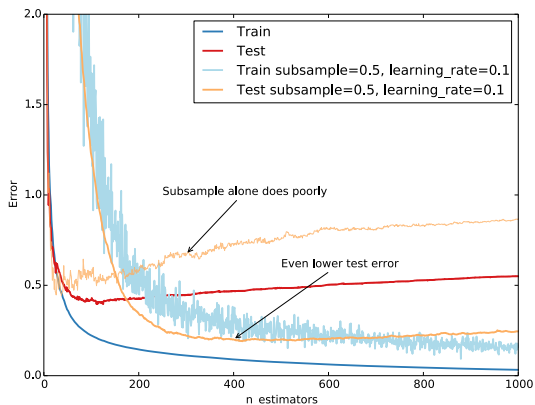 2.0
1.5
1.0
0.5
0.0
Error
Train
Test
Train subsample=0.5, learning_rate=0.1
Test subsample=0.5, learning_rate=0.1
Subsample alone does poorly
Even lower test error
0
200
400
600
800
1000
n_estimators